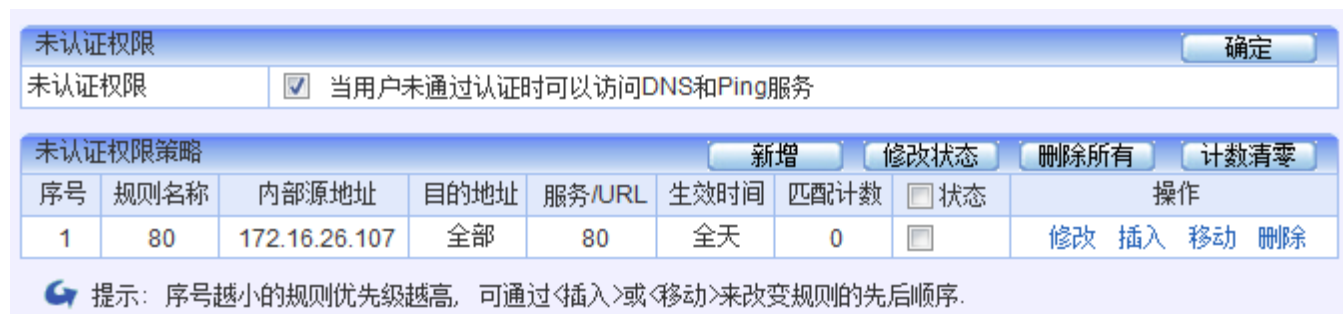 未认证权限 确定
未认证权限 当用户未通过认证时可以访问DNS和Ping服务
未认证权限策略 新增 修改状态 删除所有 计数清零
序号 规则名称 内部源地址 目的地址 服务/URL 生效时间 匹配计数 状态 操作
1 80 172.16.26.107 全部 80 全天 0 修改 插入 移动 删除
提示: 序号越小的规则优先级越高, 可通过<插入>或<移动>来改变规则的先后顺序.